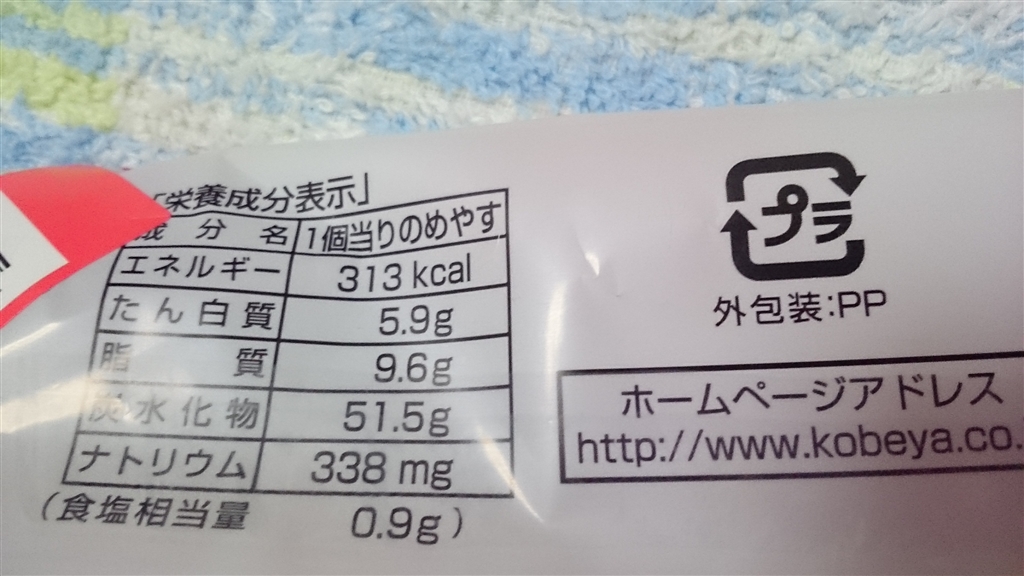 「栄養成分表示」
成分名 1個当りのめやす
エネルギー 313 kcal
たん白質 5.9g
脂質 9.6g
炭水化物 51.5g
ナトリウム 338 mg
(食塩相当量 0.9g)
プラ
外包装:PP
ホームページアドレス
http://www.kobeya.co.